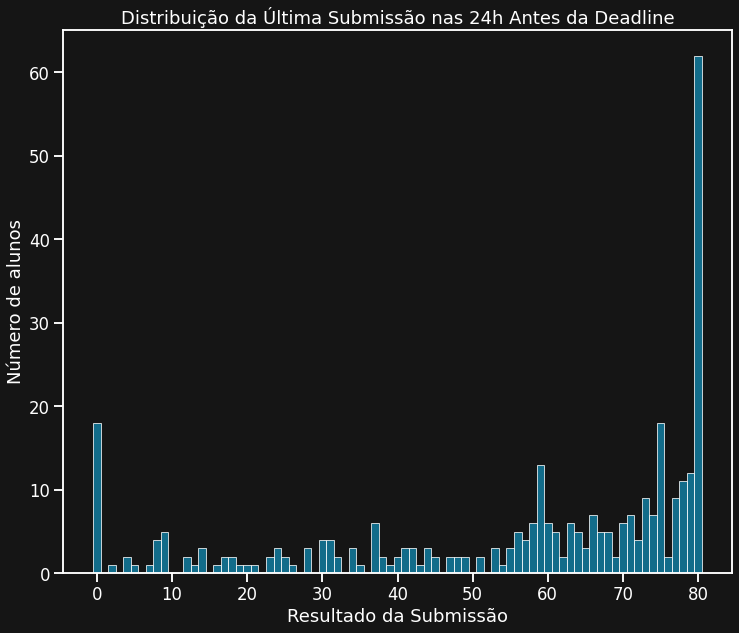 Distribuição da Última Submissão nas 24h Antes da Deadline
Número de alunos
60
50
40
30
20
10
0
0 10 20 30 40 50 60 70 80
Resultado da Submissão